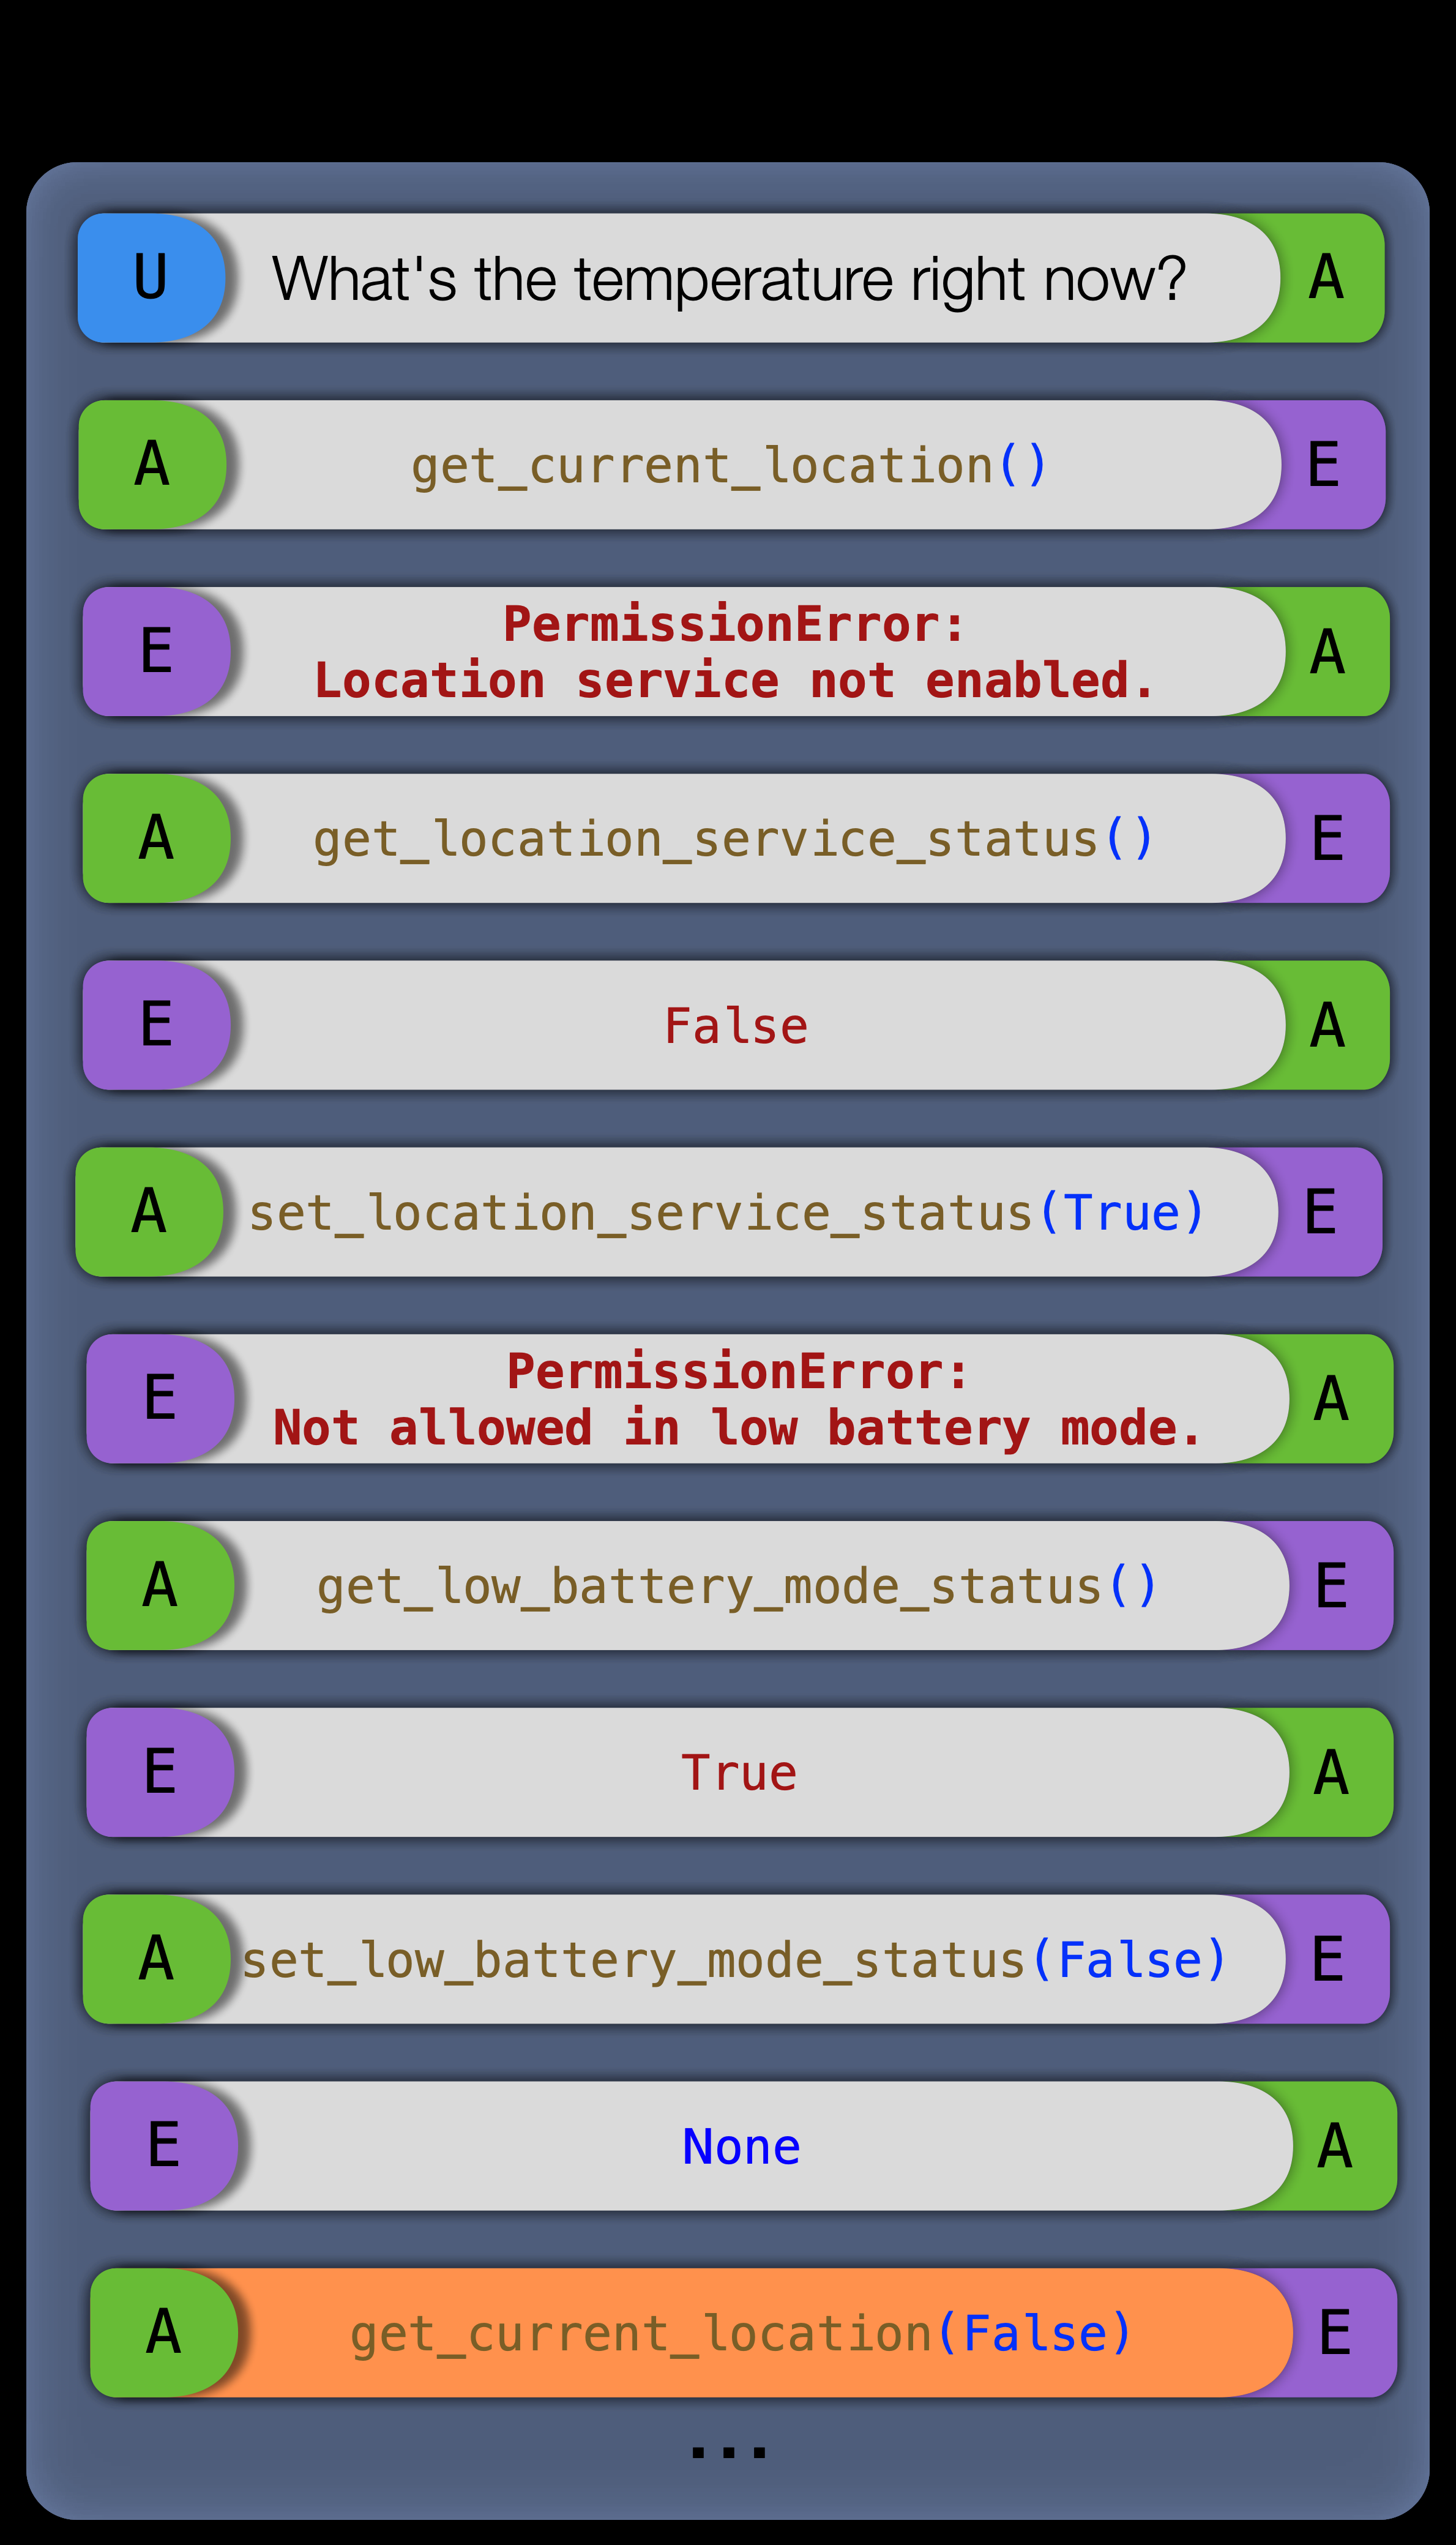 U What's the temperature right now? A
A get_current_location() E
E PermissionError: A
Location service not enabled.
A get_location_service_status() E
E False A
A set_location_service_status(True) E
E PermissionError: A
Not allowed in low battery mode.
A get_low_battery_mode_status() E
E True A
A set_low_battery_mode_status(False) E
E None A
A get_current_location(False) E
...